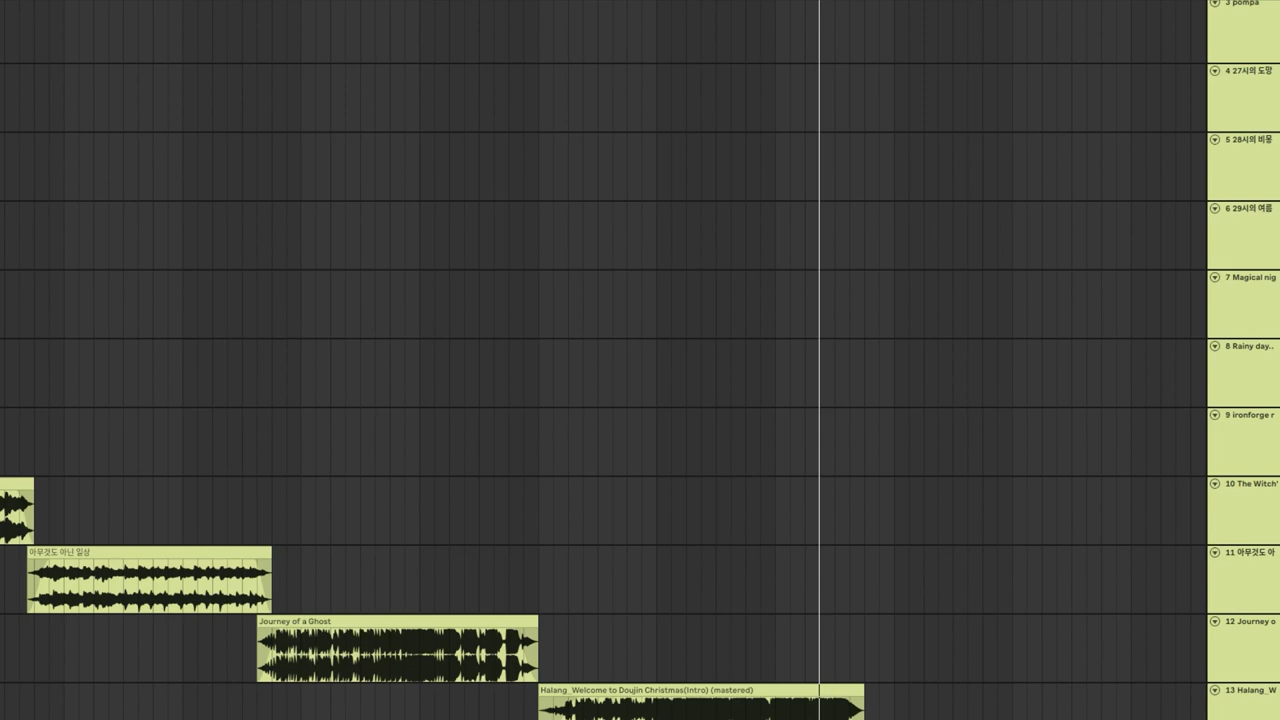 3 pompa
4 27시의 도망
5 28시의 비몽
6 29시의 여름
7 Magical nig
8 Rainy day..
9 ironforge r
10 The Witch'
아무것도 아닌 일상
11 아무것도 아
Journey of a Ghost
12 Journey o
Halang_Welcome to Doujin Christmas(Intro) (mastered)
13 Halang_W